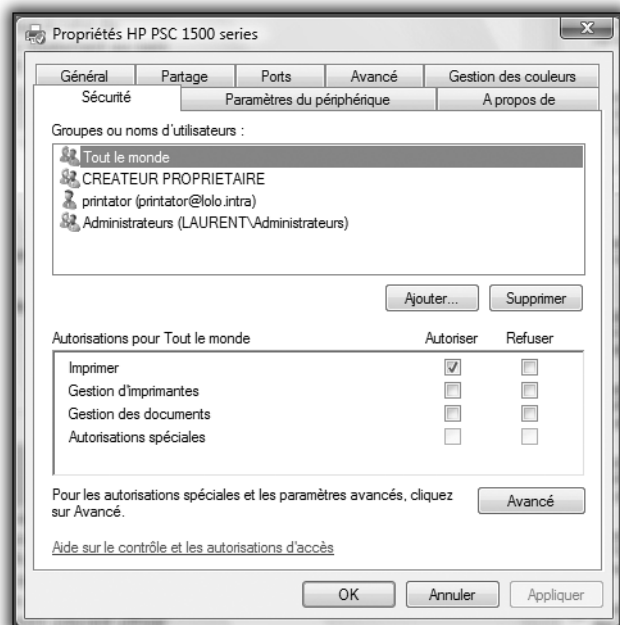 Propriétés HP PSC 1500 series
Général Partage Ports Avancé Gestion des couleurs
Sécurité Paramètres du périphérique A propos de
Groupes ou noms d'utilisateurs :
Tout le monde
CREATEUR PROPRIETAIRE
printator (printator@lolo.intra)
Administrateurs (LAURENT\Administrateurs)
Ajouter... Supprimer
Autorisations pour Tout le monde Autoriser Refuser
Imprimer
Gestion d'imprimantes
Gestion des documents
Autorisations spéciales
Pour les autorisations spéciales et les paramètres avancés, cliquez
sur Avancé.
Avancé
Aide sur le contrôle et les autorisations d'accès
OK Annuler Appliquer